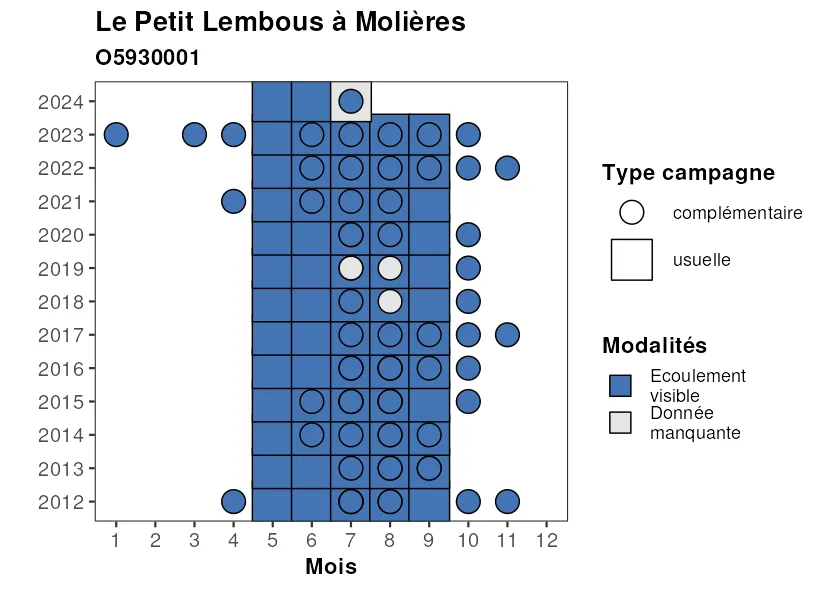 Le Petit Lembous à Molières
O5930001
2024
2023
2022
2021
2020
2019
2018
2017
2016
2015
2014
2013
2012
1 2 3 4 5 6 7 8 9 10 11 12
Mois
Type campagne
complémentaire
usuelle
Modalités
Ecoulement
visible
Donnée
manquante